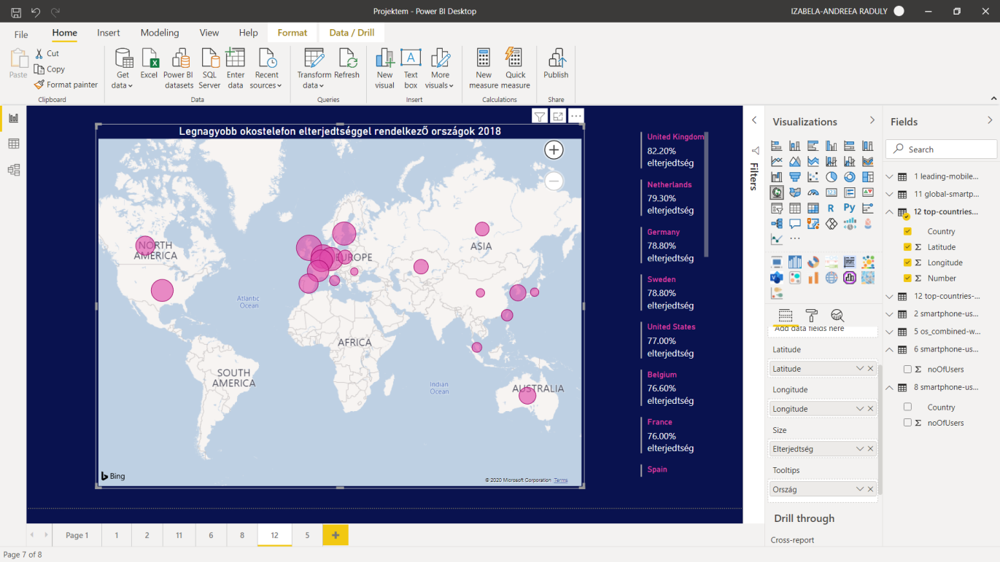 Projektem - Power BI Desktop
IZABELA-ANDREEA RADULY
File
Home
Insert
Modeling
View
Help
Format
Data / Drill
Paste
Cut
Copy
Format painter
Clipboard
Get data
Excel
Power BI datasets
SQL Server
Enter data
Recent sources
Data
Transform data
Refresh
Queries
New visual
Text box
More visuals
Insert
New measure
Quick measure
Calculations
Publish
Share
Legnagyobb okostelefon elterjedtséggel rendelkező országok 2018
NORTH
AMERICA
EUROPE
ASIA
Atlantic
Ocean
AFRICA
SOUTH
AMERICA
Indian
Ocean
AUSTRALIA
Bing
© 2020 Microsoft Corporation Terms
United Kingdom
82.20%
elterjedtség
Netherlands
79.30%
elterjedtség
Germany
78.80%
elterjedtség
Sweden
78.80%
elterjedtség
United States
77.00%
elterjedtség
Belgium
76.60%
elterjedtség
France
76.00%
elterjedtség
Spain
Filters
Visualizations
123
R
Py
Add data fields here
Latitude
Latitude
Longitude
Longitude
Size
Elterjedtség
Tooltips
Ország
Drill through
Cross-report
Fields
Search
1 leading-mobile...
11 global-smartp...
12 top-countries...
Country
Σ Latitude
Σ Longitude
Σ Number
12 top-countries-...
2 smartphone-us...
5 os_combined-w...
6 smartphone-us...
Σ noOfUsers
8 smartphone-us...
Country
Σ noOfUsers
Page 1
1
2
11
6
8
12
5
Page 7 of 8